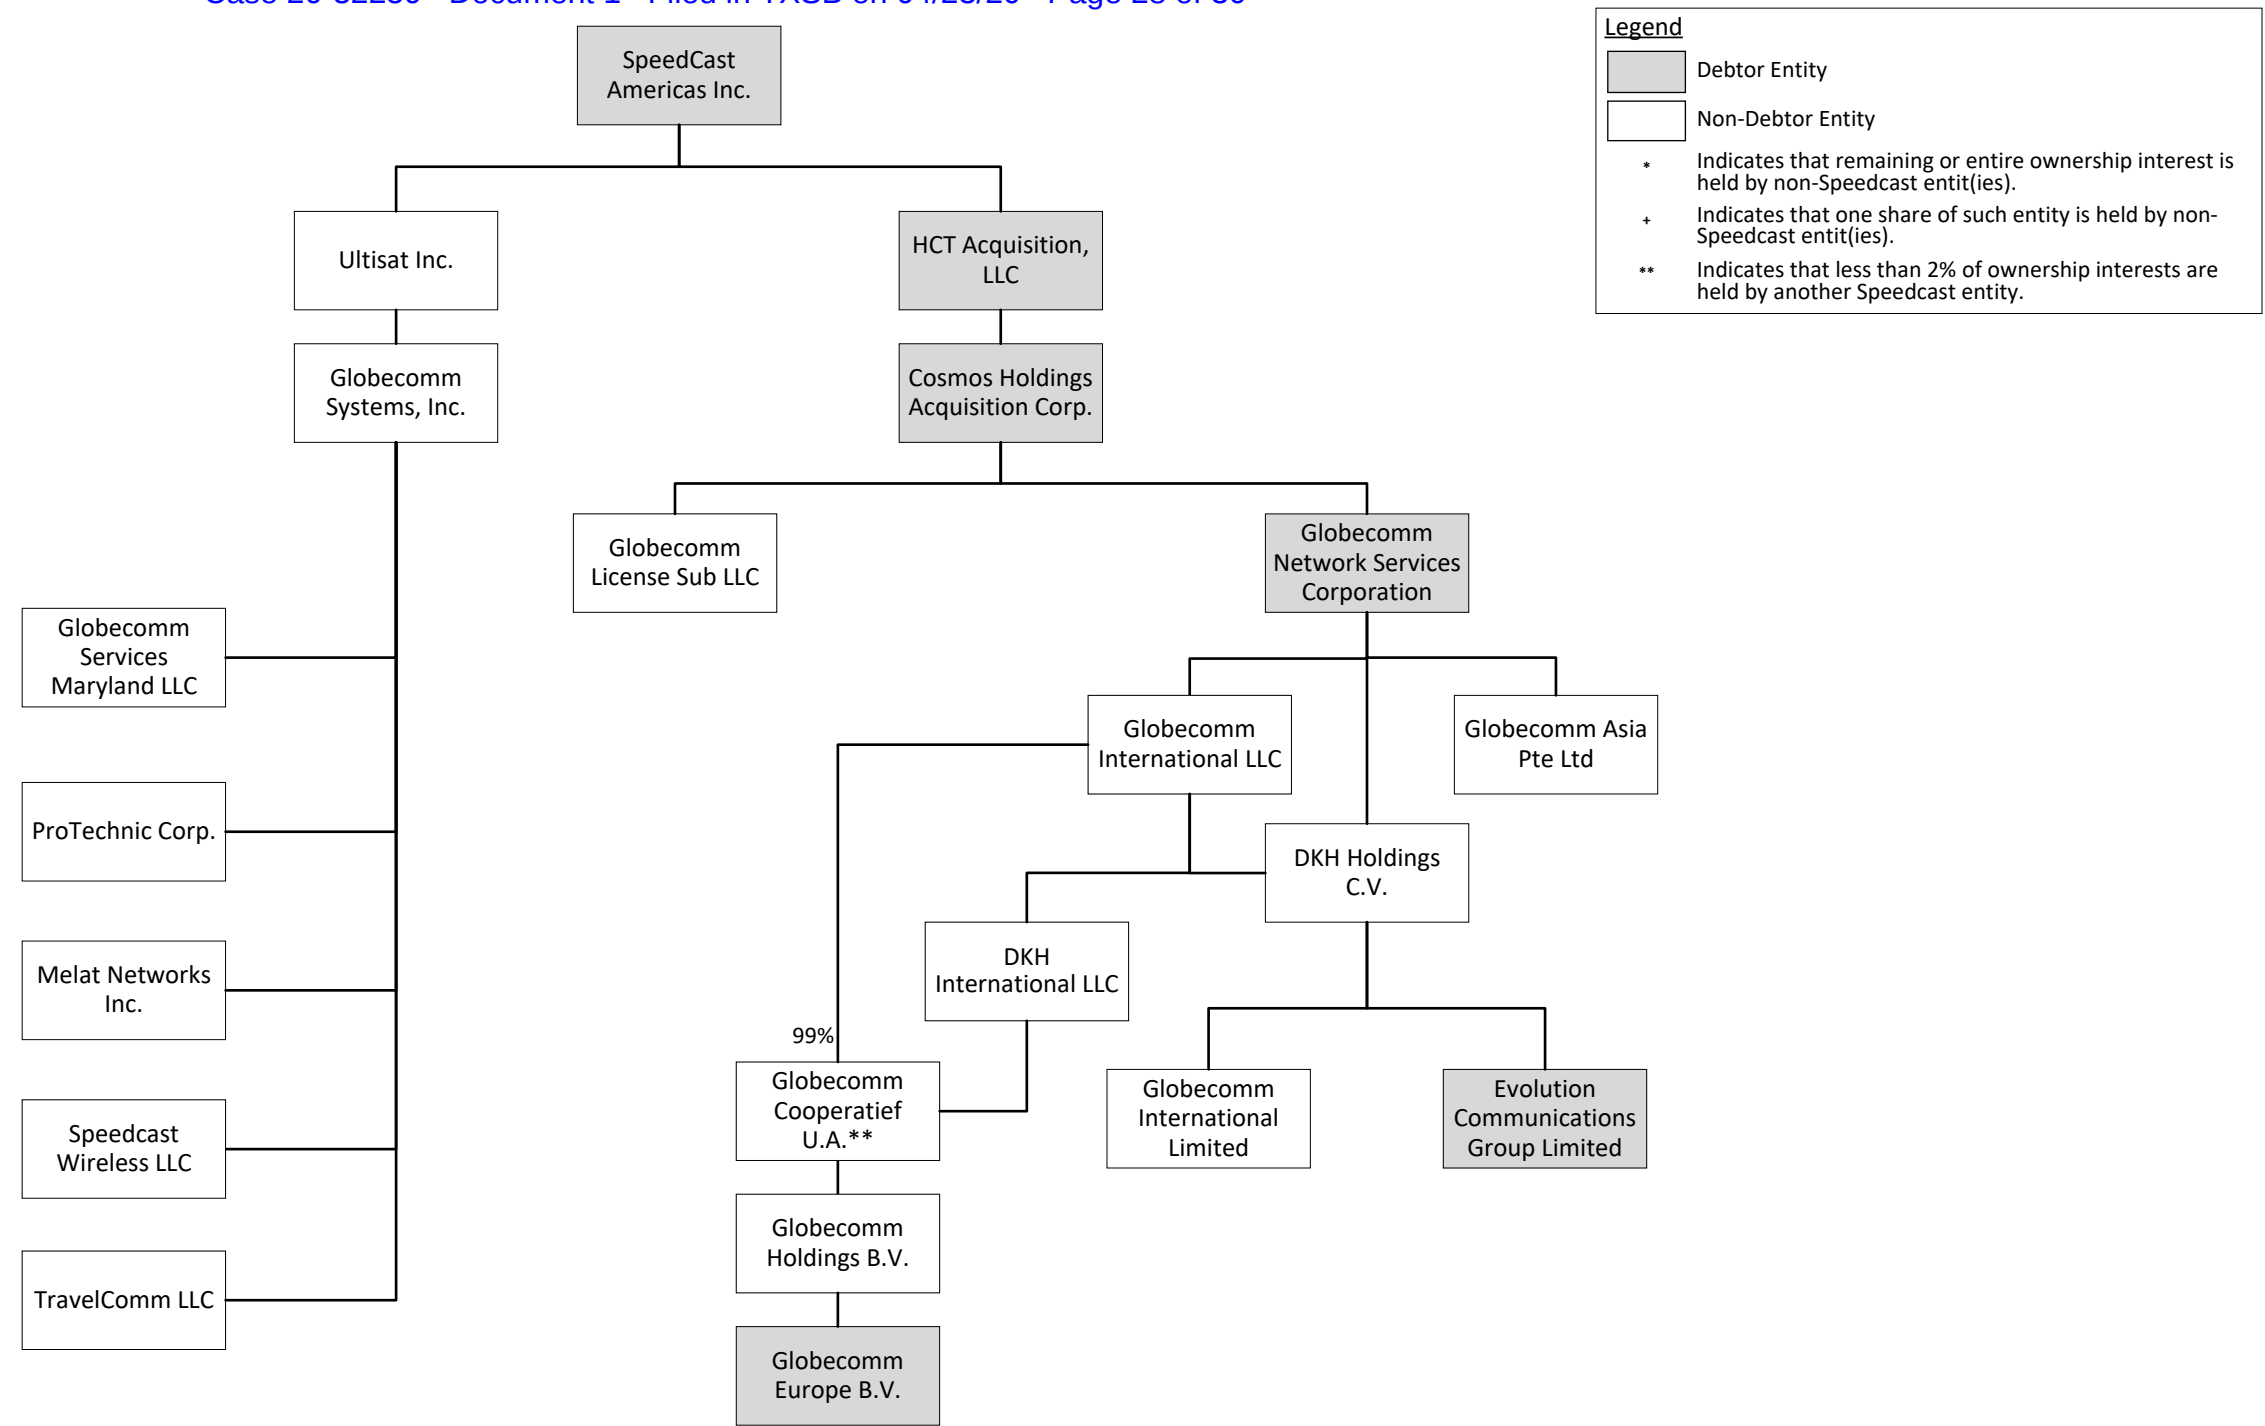 SpeedCast
Americas Inc.
Legend
Debtor Entity
Non-Debtor Entity
* Indicates that remaining or entire ownership interest is
held by non-Speedcast entit(ies).
+ Indicates that one share of such entity is held by non-
Speedcast entit(ies).
** Indicates that less than 2% of ownership interests are
held by another Speedcast entity.
Ultisat Inc.
HCT Acquisition,
LLC
Globecomm
Systems, Inc.
Cosmos Holdings
Acquisition Corp.
Globecomm
License Sub LLC
Globecomm
Network Services
Corporation
Globecomm
Services
Maryland LLC
Globecomm
International LLC
Globecomm Asia
Pte Ltd
ProTechnic Corp.
DKH Holdings
C.V.
Melat Networks
Inc.
DKH
International LLC
99%
Globecomm
Cooperatief
U.A.**
Globecomm
International
Limited
Evolution
Communications
Group Limited
Speedcast
Wireless LLC
Globecomm
Holdings B.V.
TravelComm LLC
Globecomm
Europe B.V.